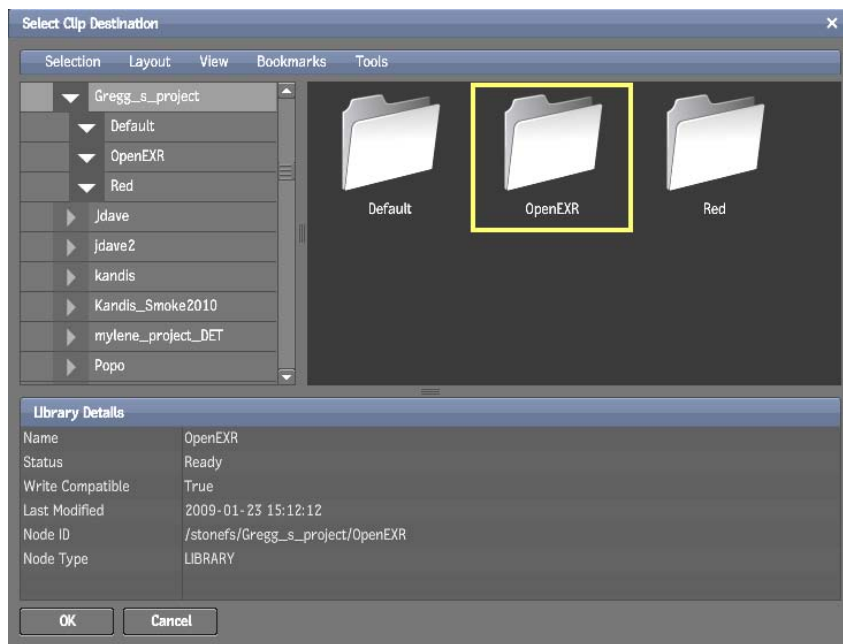 Select Clip Destination
Selection Layout View Bookmarks Tools
Gregg_s_project
Default
OpenEXR
Red
Jdave
jdave2
kandis
Kandis_Smoke2010
mylene_project_DET
Popo
Default OpenEXR Red
Library Details
Name OpenEXR
Status Ready
Write Compatible True
Last Modified 2009-01-23 15:12:12
Node ID /stonefs/Gregg_s_project/OpenEXR
Node Type LIBRARY
OK Cancel